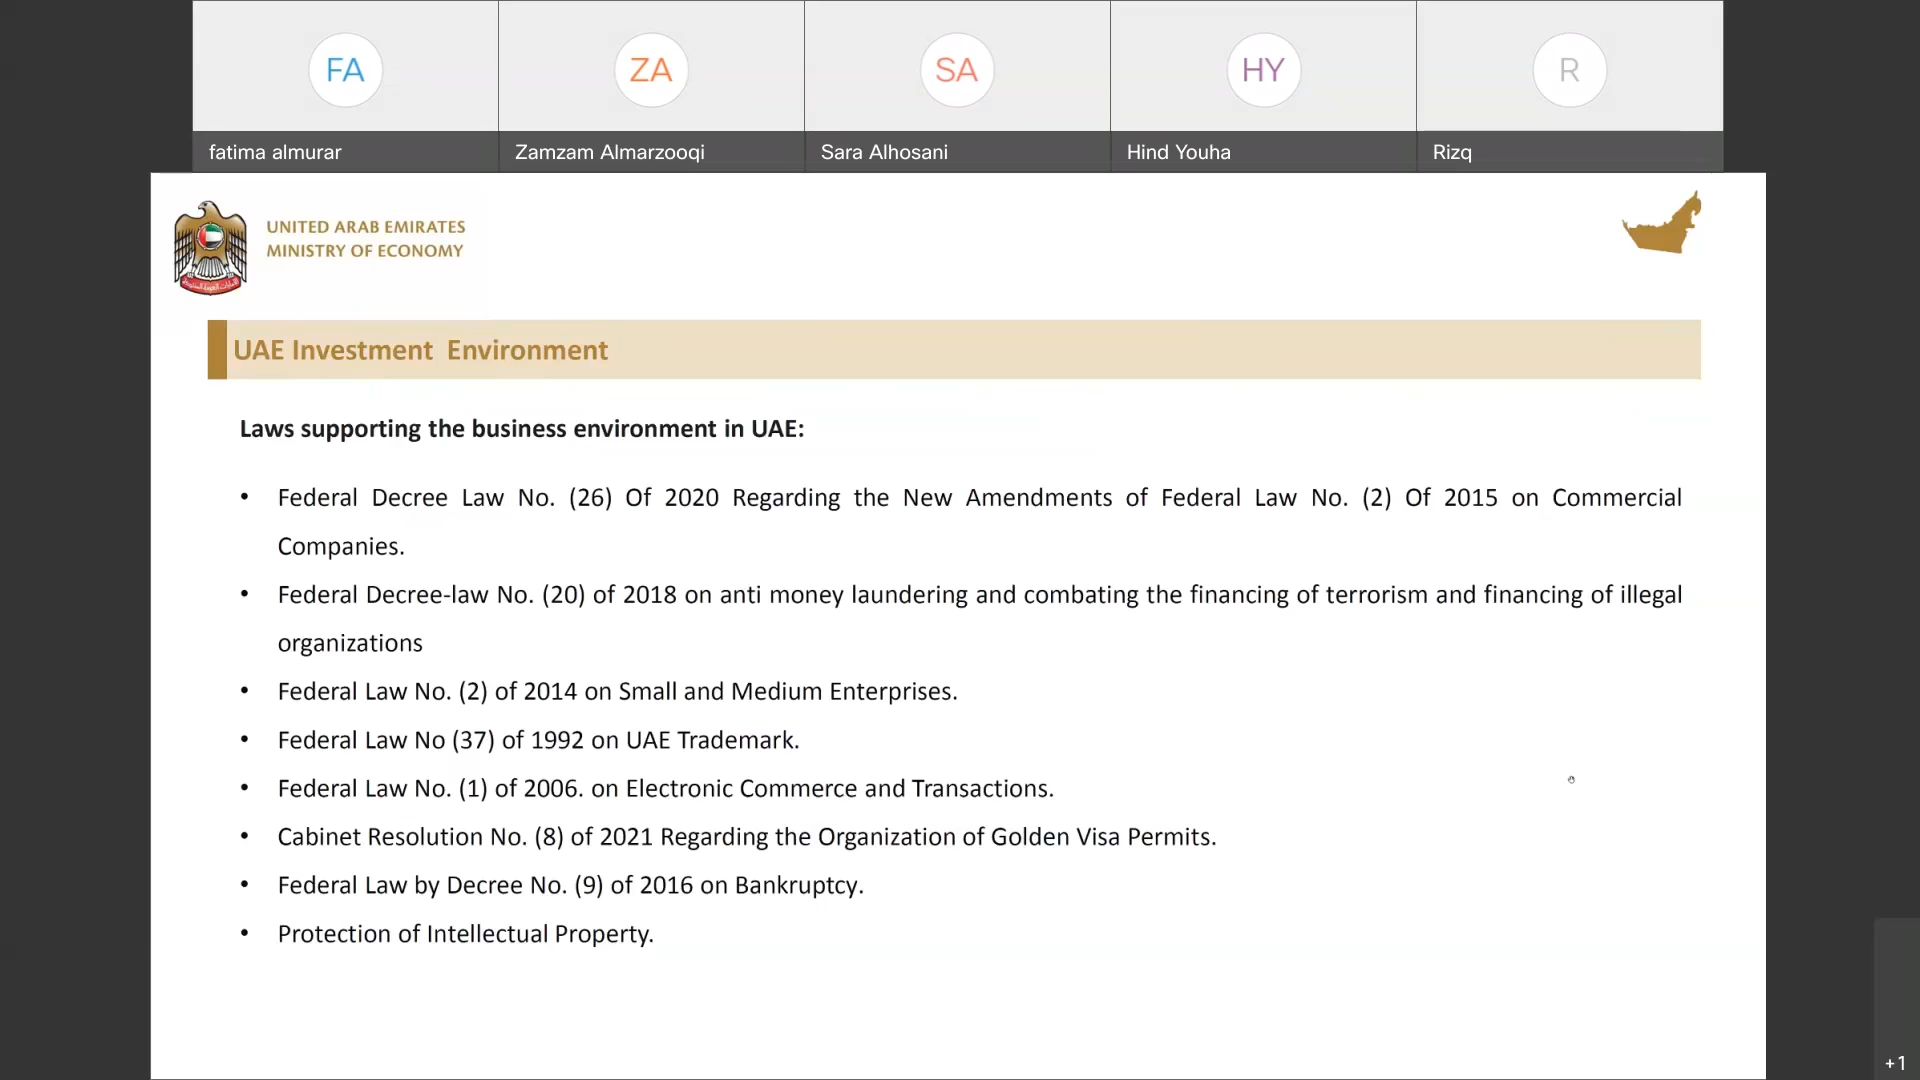 FA
ZA
SA
HY
R
fatima almurar
Zamzam Almarzooqi
Sara Alhosani
Hind Youha
Rizq
UNITED ARAB EMIRATES
MINISTRY OF ECONOMY
UAE Investment  Environment
Laws supporting the business environment in UAE:
• Federal Decree Law No. (26) Of 2020 Regarding the New Amendments of Federal Law No. (2) Of 2015 on Commercial
Companies.
• Federal Decree-law No. (20) of 2018 on anti money laundering and combating the financing of terrorism and financing of illegal
organizations
• Federal Law No. (2) of 2014 on Small and Medium Enterprises.
• Federal Law No (37) of 1992 on UAE Trademark.
• Federal Law No. (1) of 2006. on Electronic Commerce and Transactions.
• Cabinet Resolution No. (8) of 2021 Regarding the Organization of Golden Visa Permits.
• Federal Law by Decree No. (9) of 2016 on Bankruptcy.
• Protection of Intellectual Property.
+1